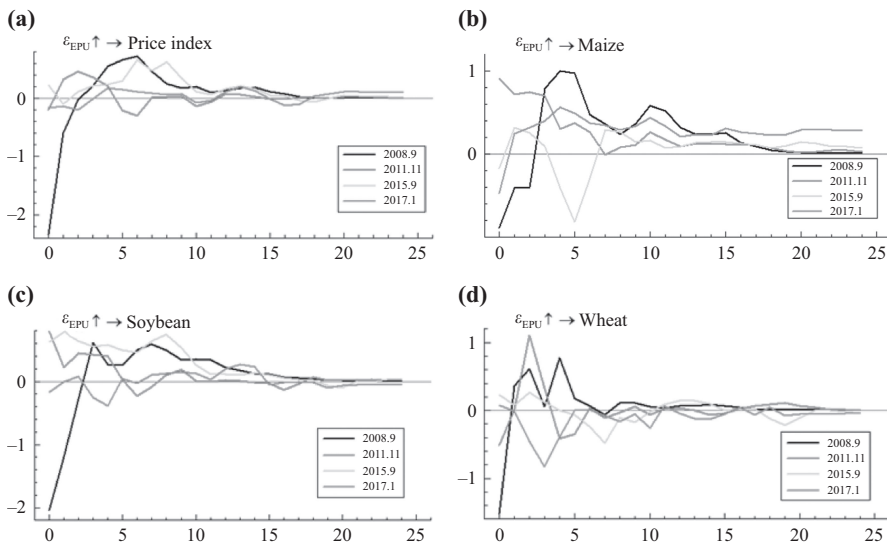 (a)
ε_EPU↑ → Price index
0
−1
−2
2008.9
2011.11
2015.9
2017.1
0 5 10 15 20 25
(b)
ε_EPU↑ → Maize
1
0
2008.9
2011.11
2015.9
2017.1
0 5 10 15 20 25
(c)
ε_EPU↑ → Soybean
0
−1
−2
2008.9
2011.11
2015.9
2017.1
0 5 10 15 20 25
(d)
ε_EPU↑ → Wheat
1
0
−1
2008.9
2011.11
2015.9
2017.1
0 5 10 15 20 25